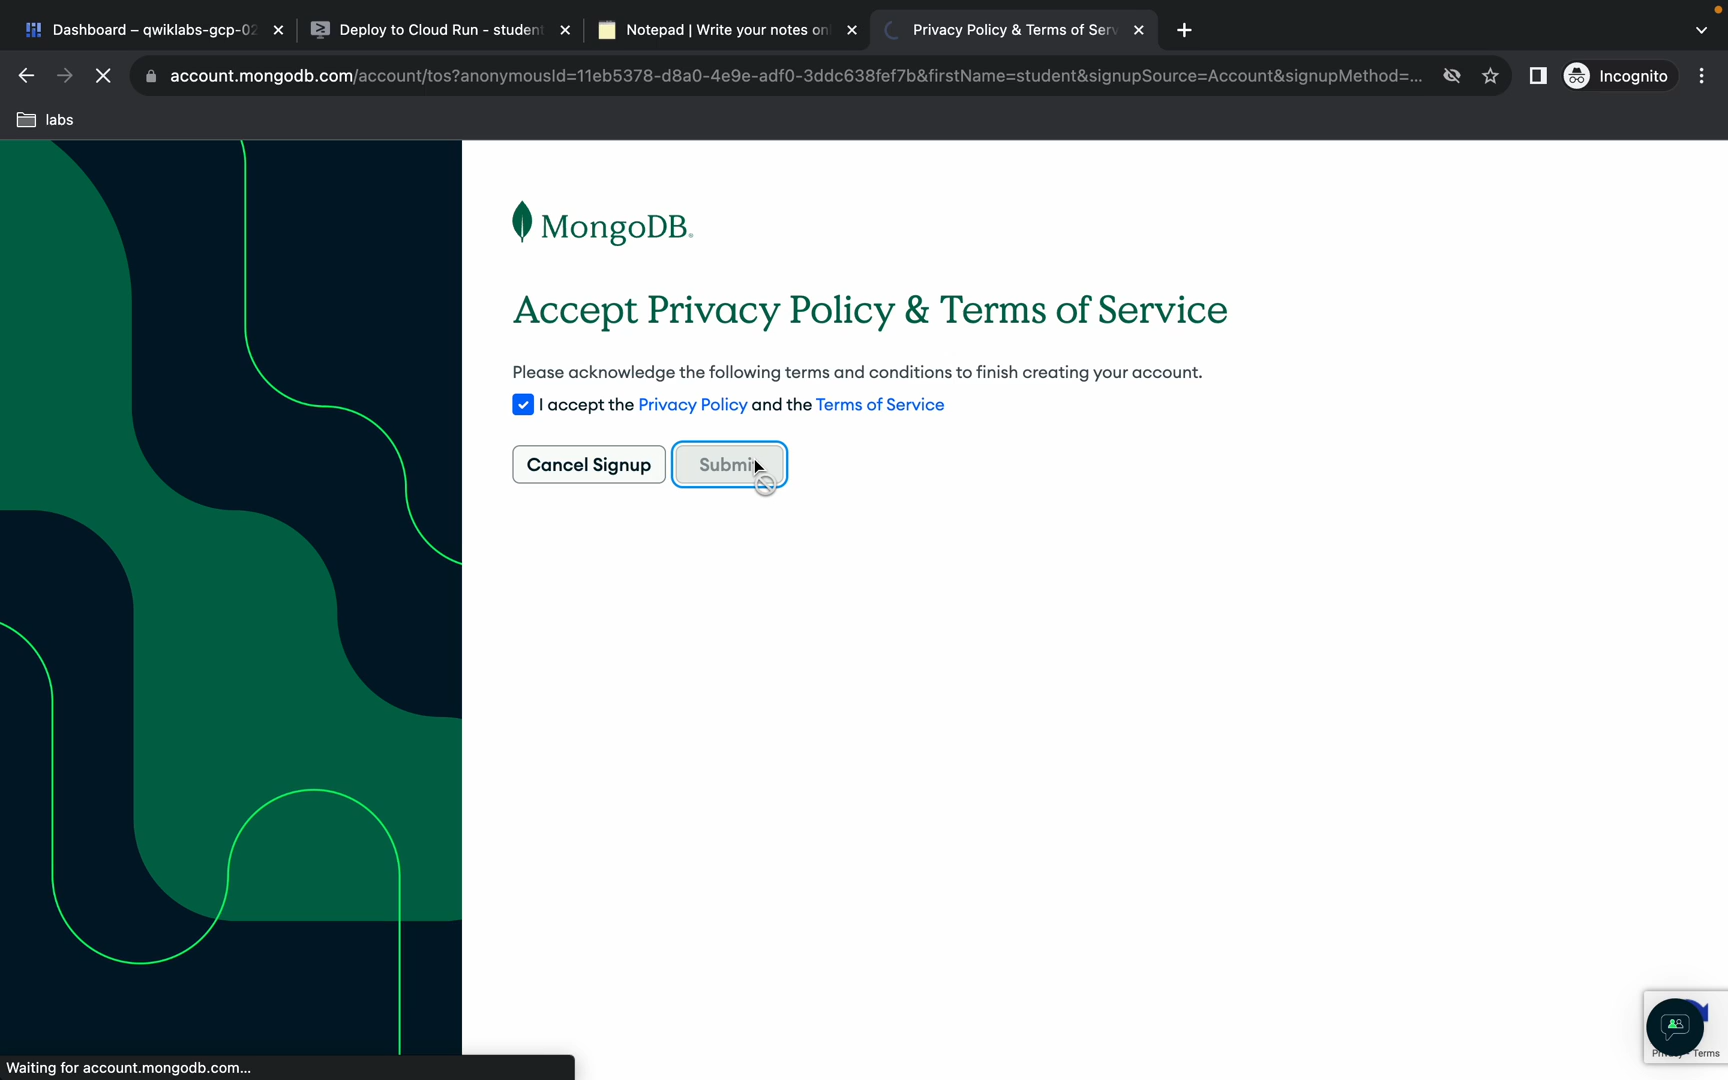 Dashboard – qwiklabs-gcp-02
Deploy to Cloud Run - student
Notepad | Write your notes on
Privacy Policy & Terms of Serv
account.mongodb.com/account/tos?anonymousId=11eb5378-d8a0-4e9e-adf0-3ddc638fef7b&firstName=student&signupSource=Account&signupMethod=...
Incognito
labs
MongoDB
Accept Privacy Policy & Terms of Service
Please acknowledge the following terms and conditions to finish creating your account.
I accept the Privacy Policy and the Terms of Service
Cancel Signup
Submit
Terms
Waiting for account.mongodb.com...